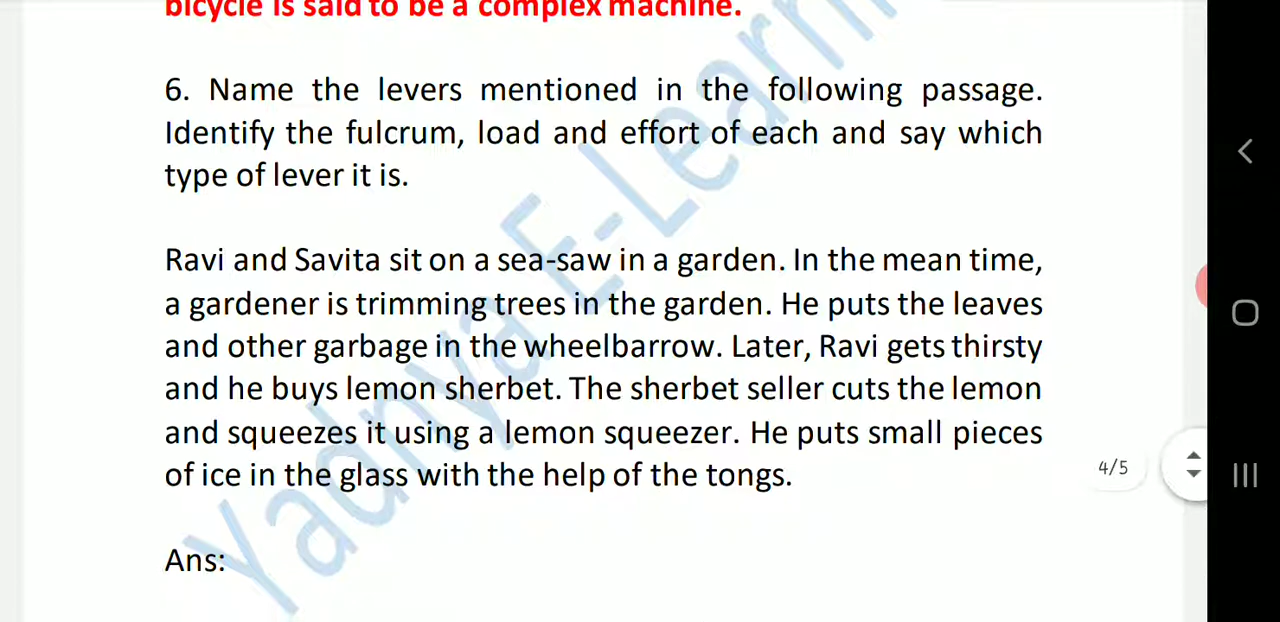 bicycle is said to be a complex machine.
6. Name the levers mentioned in the following passage.
Identify the fulcrum, load and effort of each and say which
type of lever it is.
Ravi and Savita sit on a sea-saw in a garden. In the mean time,
a gardener is trimming trees in the garden. He puts the leaves
and other garbage in the wheelbarrow. Later, Ravi gets thirsty
and he buys lemon sherbet. The sherbet seller cuts the lemon
and squeezes it using a lemon squeezer. He puts small pieces
of ice in the glass with the help of the tongs.
4/5
Ans:
Yadnya E-Learn